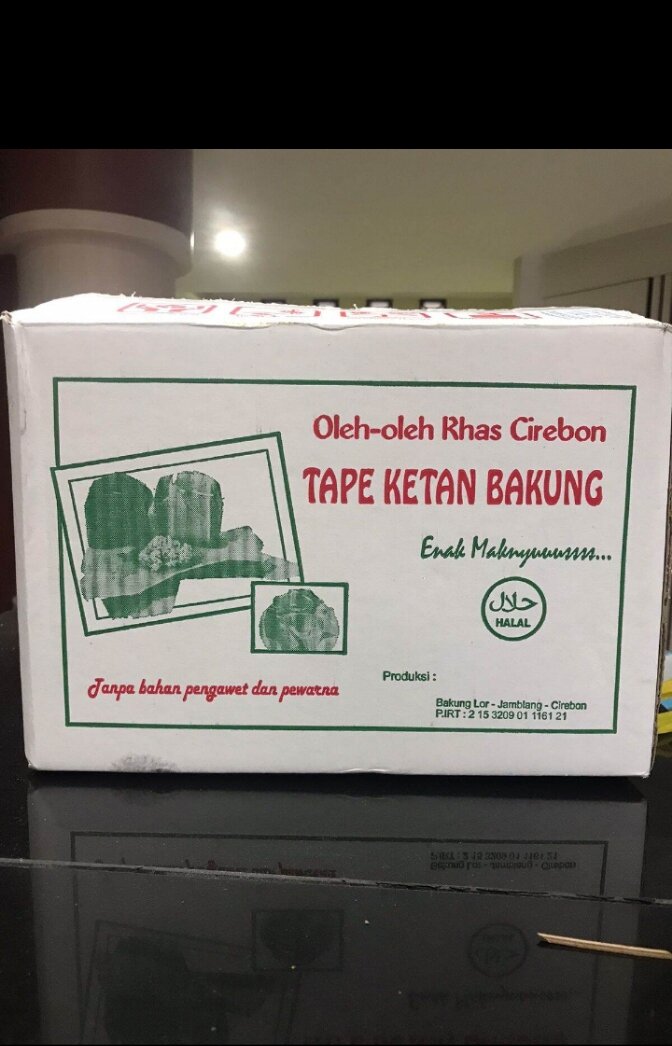 Oleh-oleh Khas Cirebon
TAPE KETAN BAKUNG
Enak Maknyuuussss...
حلال
HALAL
Tanpa bahan pengawet dan pewarna
Produksi :
Bakung Lor - Jamblang - Cirebon
P.IRT : 2 15 3209 01 1161 21